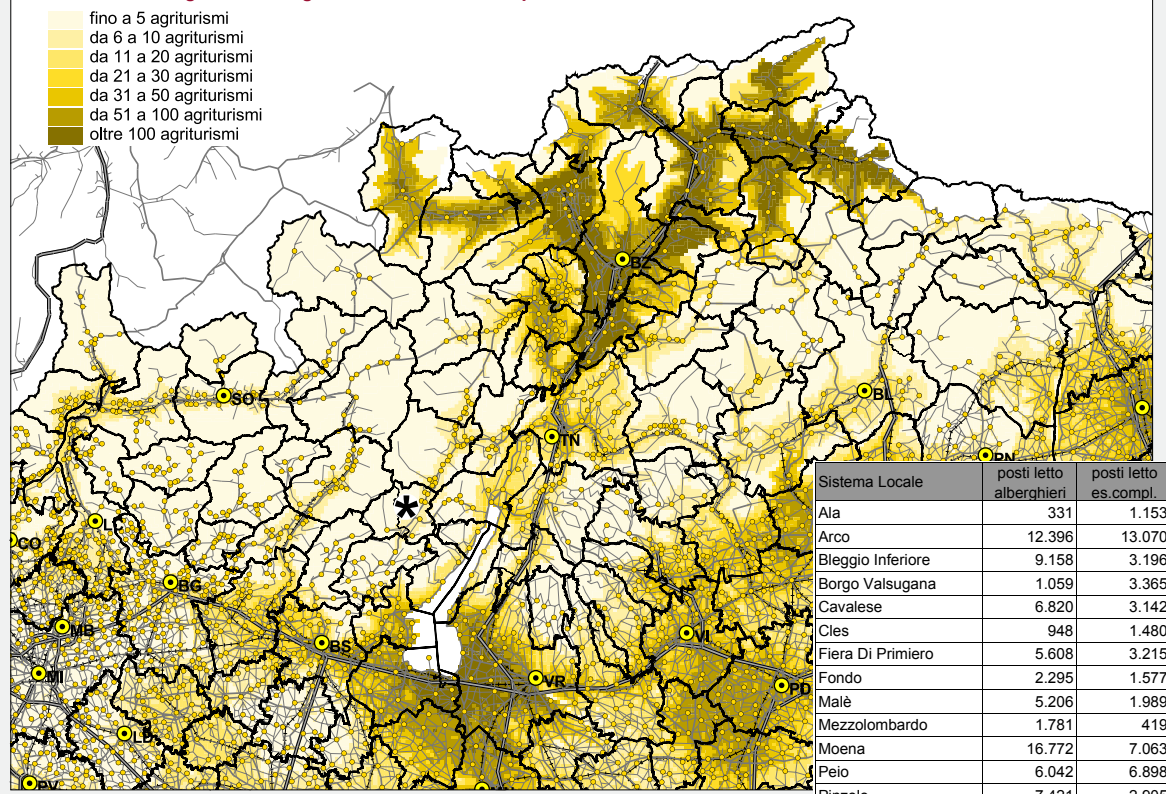 fino a 5 agriturismi
da 6 a 10 agriturismi
da 11 a 20 agriturismi
da 21 a 30 agriturismi
da 31 a 50 agriturismi
da 51 a 100 agriturismi
oltre 100 agriturismi
BZ
SO
BL
TN
PN
LC
CO
BG
MB
BS
VI
MI
VR
PD
LO
PV
*
Sistema Locale posti letto alberghieri posti letto es.compl.
Ala 331 1.153
Arco 12.396 13.070
Bleggio Inferiore 9.158 3.196
Borgo Valsugana 1.059 3.365
Cavalese 6.820 3.142
Cles 948 1.480
Fiera Di Primiero 5.608 3.215
Fondo 2.295 1.577
Malè 5.206 1.989
Mezzolombardo 1.781 419
Moena 16.772 7.063
Peio 6.042 6.898